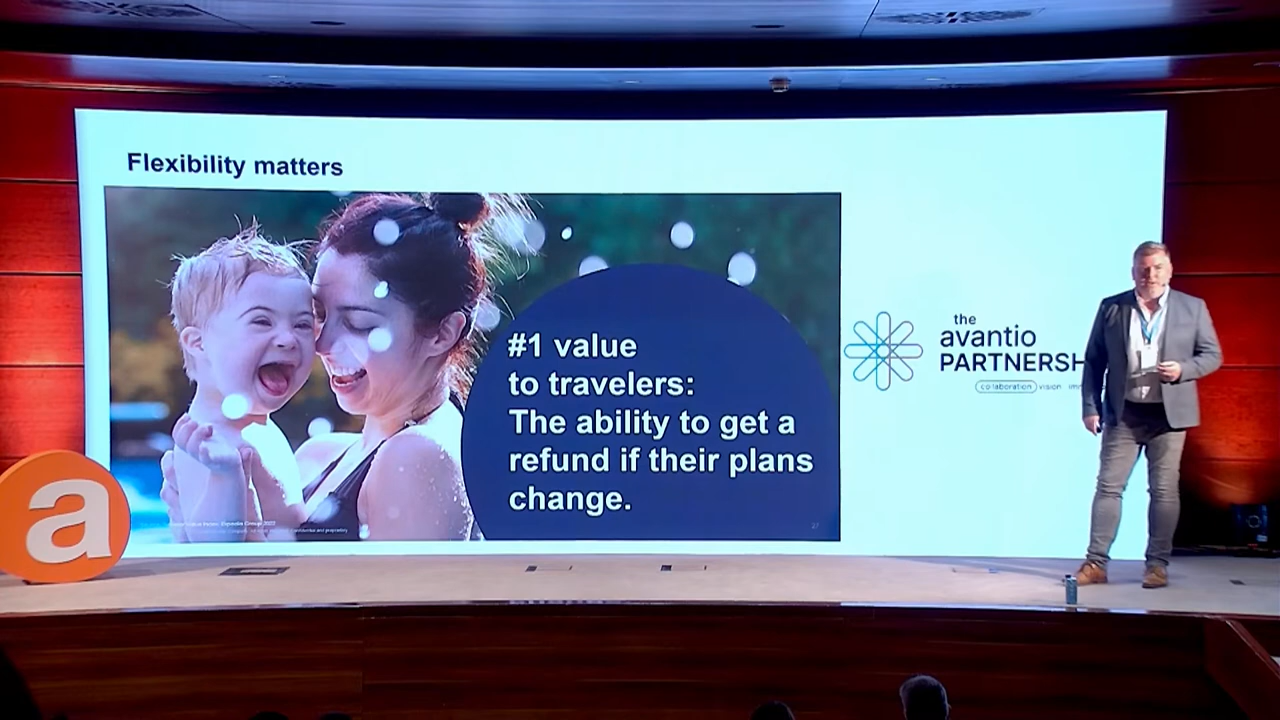 Flexibility matters
#1 value
to travelers:
The ability to get a
refund if their plans
change.
27
the
avantio
PARTNERSH
collaboration vision
a